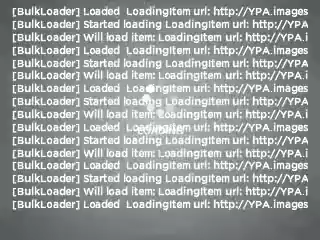 [BulkLoader] Loaded LoadingItem url: http://YPA.images
[BulkLoader] Started loading LoadingItem url: http://YPA
[BulkLoader] Will load item: LoadingItem url: http://YPA.i
[BulkLoader] Loaded LoadingItem url: http://YPA.images
[BulkLoader] Started loading LoadingItem url: http://YPA
[BulkLoader] Will load item: LoadingItem url: http://YPA.i
[BulkLoader] Loaded LoadingItem url: http://YPA.images
[BulkLoader] Started loading LoadingItem url: http://YPA
[BulkLoader] Will load item: LoadingItem url: http://YPA.i
[BulkLoader] Loaded LoadingItem url: http://YPA.images
LOADING
[BulkLoader] Started loading LoadingItem url: http://YPA
[BulkLoader] Will load item: LoadingItem url: http://YPA.i
[BulkLoader] Loaded LoadingItem url: http://YPA.images
[BulkLoader] Started loading LoadingItem url: http://YPA
[BulkLoader] Will load item: LoadingItem url: http://YPA.i
[BulkLoader] Loaded LoadingItem url: http://YPA.images